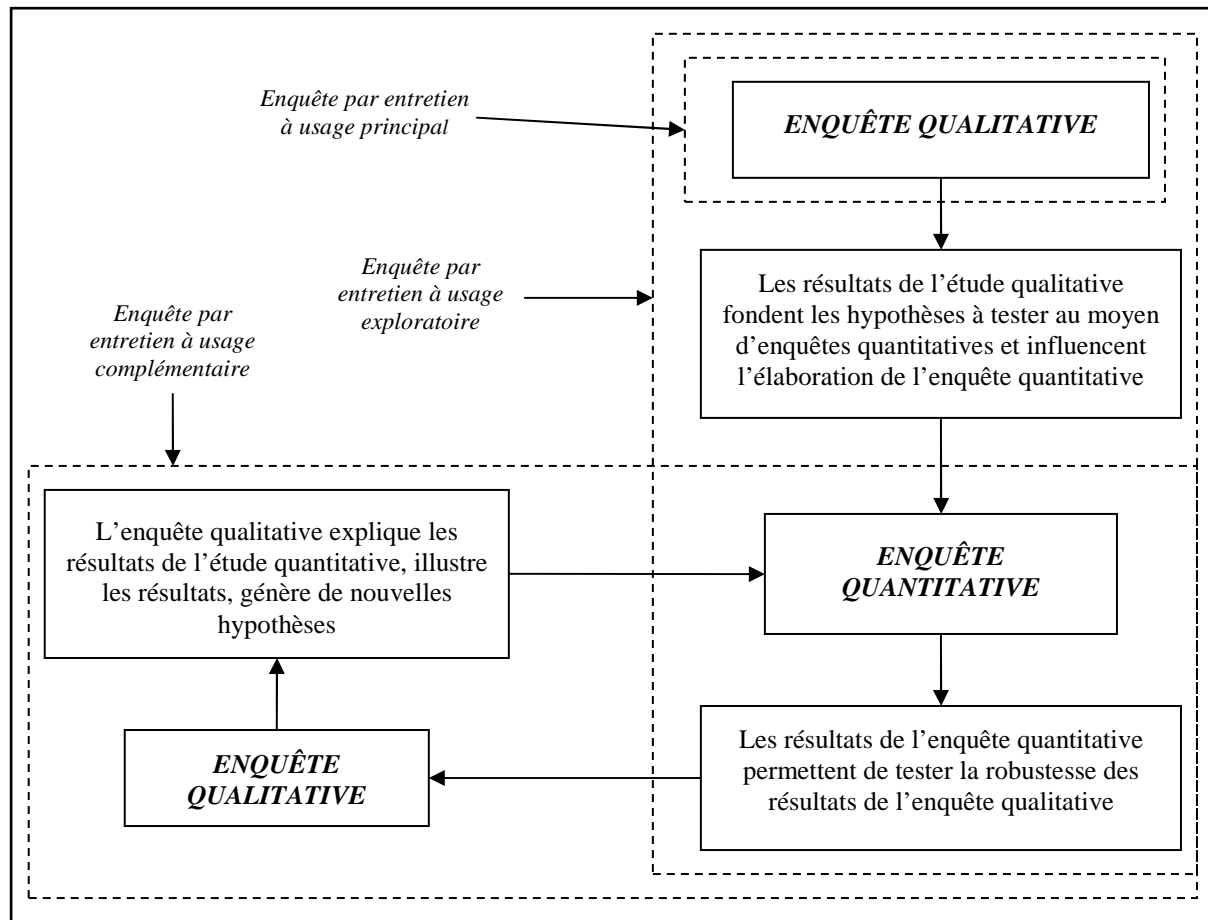 Enquête par entretien
à usage principal
ENQUÊTE QUALITATIVE
Enquête par
entretien à usage
exploratoire
Les résultats de l’étude qualitative
fondent les hypothèses à tester au moyen
d’enquêtes quantitatives et influencent
l’élaboration de l’enquête quantitative
Enquête par
entretien à usage
complémentaire
L’enquête qualitative explique les
résultats de l’étude quantitative, illustre
les résultats, génère de nouvelles
hypothèses
ENQUÊTE
QUANTITATIVE
ENQUÊTE
QUALITATIVE
Les résultats de l’enquête quantitative
permettent de tester la robustesse des
résultats de l’enquête qualitative